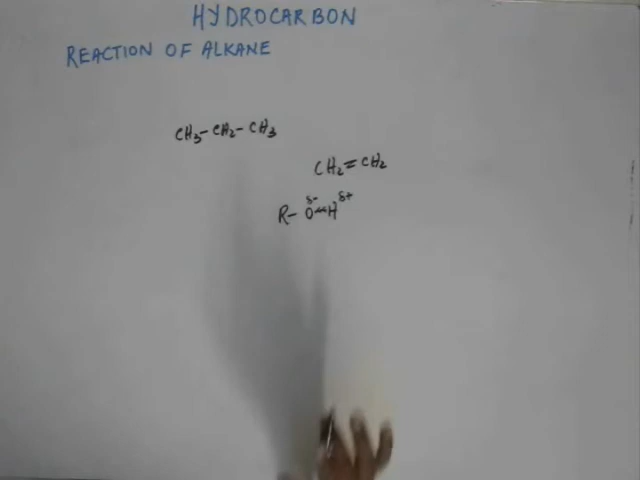 HYDROCARBON
REACTION OF ALKANE
CH₃–CH₂–CH₃
CH₂=CH₂
δ- δ+
R–O–H